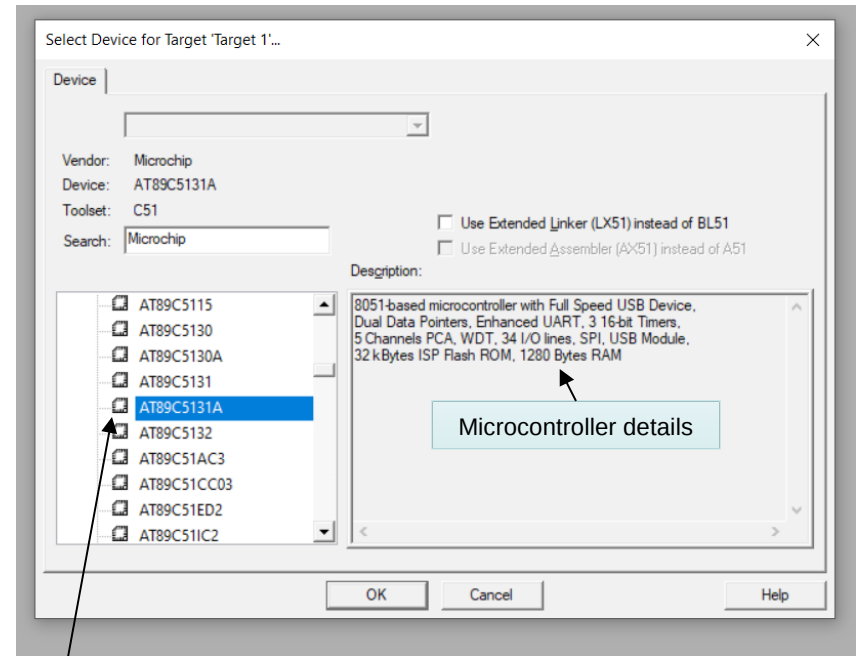 Select Device for Target 'Target 1'...
Device
Vendor: Microchip
Device: AT89C5131A
Toolset: C51
Search: Microchip
Use Extended Linker (LX51) instead of BL51
Use Extended Assembler (AX51) instead of A51
Description:
AT89C5115
AT89C5130
AT89C5130A
AT89C5131
AT89C5131A
AT89C5132
AT89C51AC3
AT89C51CC03
AT89C51ED2
AT89C51IC2
8051-based microcontroller with Full Speed USB Device,
Dual Data Pointers, Enhanced UART, 3 16-bit Timers,
5 Channels PCA, WDT, 34 I/O lines, SPI, USB Module,
32 kBytes ISP Flash ROM, 1280 Bytes RAM
Microcontroller details
OK Cancel Help